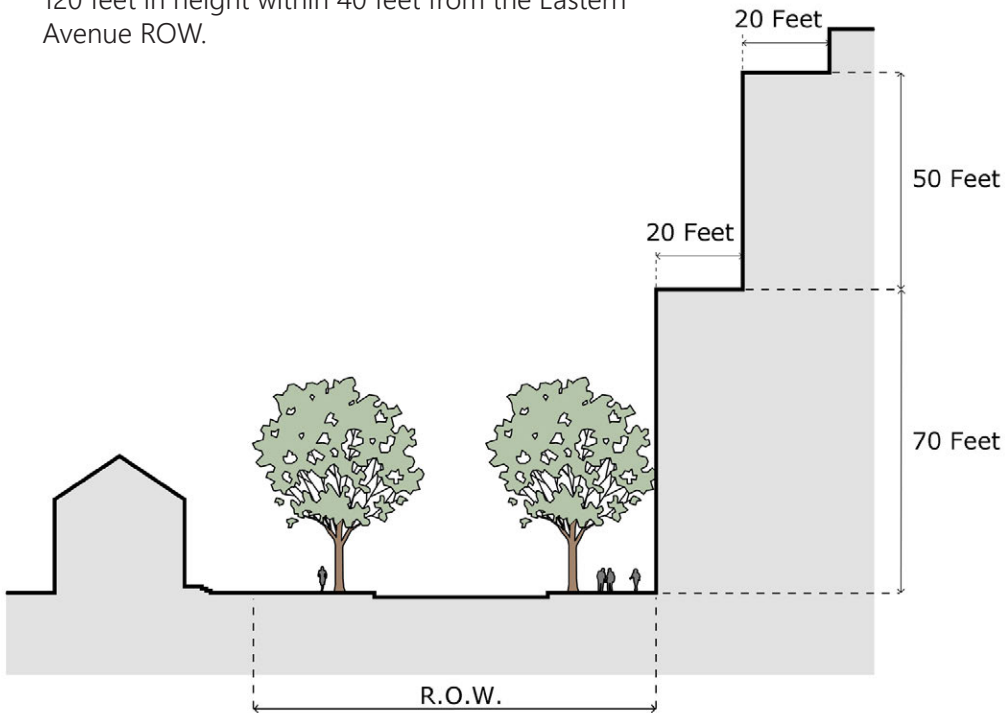 120 feet in height within 40 feet from the Eastern
Avenue ROW.
20 Feet
50 Feet
20 Feet
70 Feet
R.O.W.